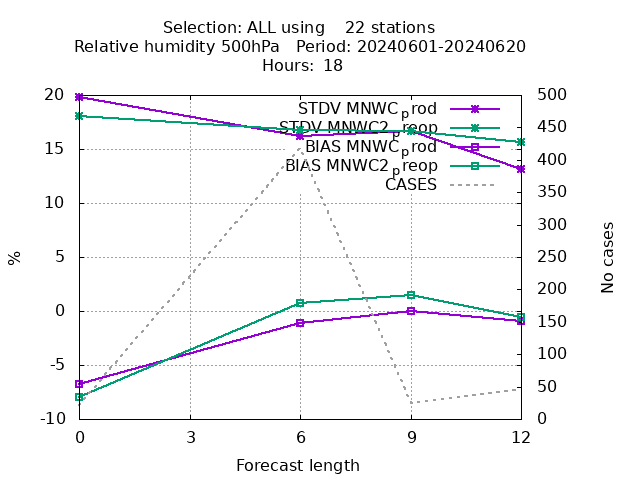 Selection: ALL using    22 stations
Relative humidity 500hPa   Period: 20240601-20240620
Hours: 18
20
15
10
5
0
-5
-10
%
500
450
400
350
300
250
200
150
100
50
0
No cases
STDV MNWC_prod
STDV MNWC2_preop
BIAS MNWC_prod
BIAS MNWC2_preop
CASES
0 3 6 9 12
Forecast length